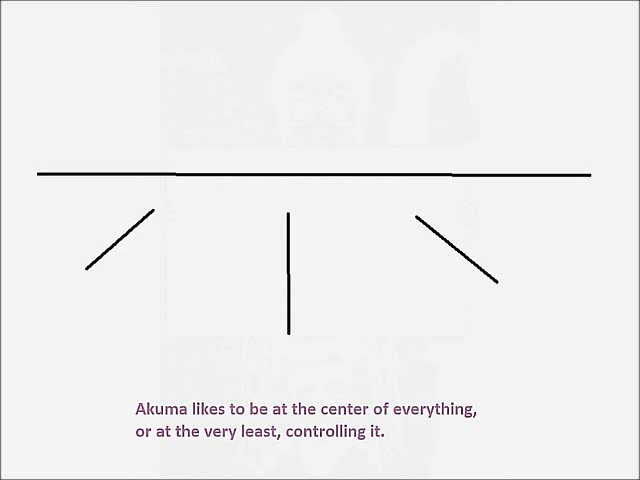 Akuma likes to be at the center of everything,
or at the very least, controlling it.